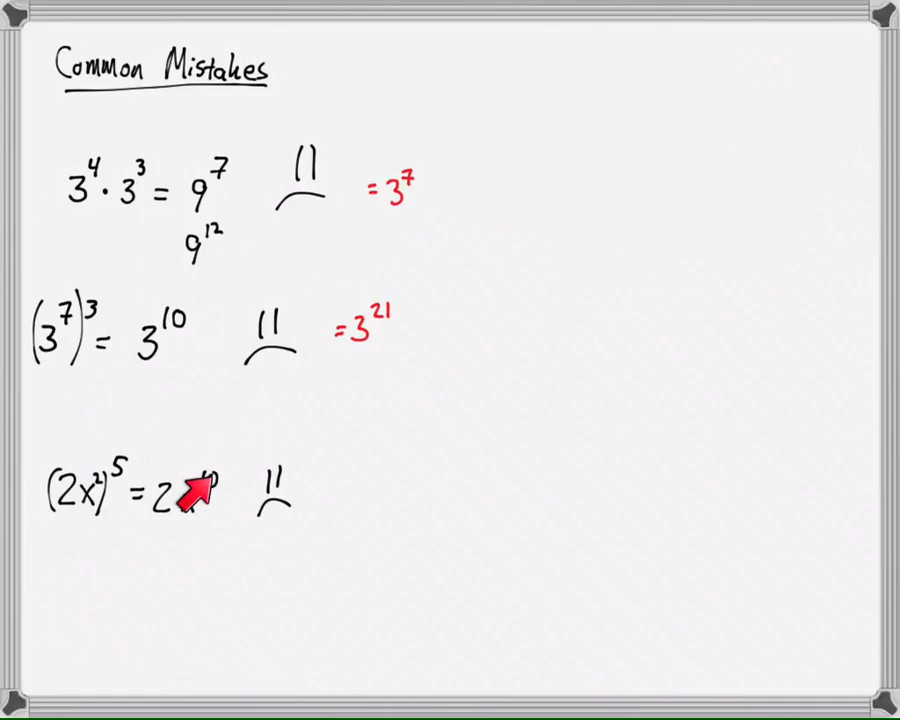 Common Mistakes
3⁴ · 3³ = 9⁷ = 3⁷
9¹²
(3⁷)³ = 3¹⁰ = 3²¹
(2x²)⁵ = 2